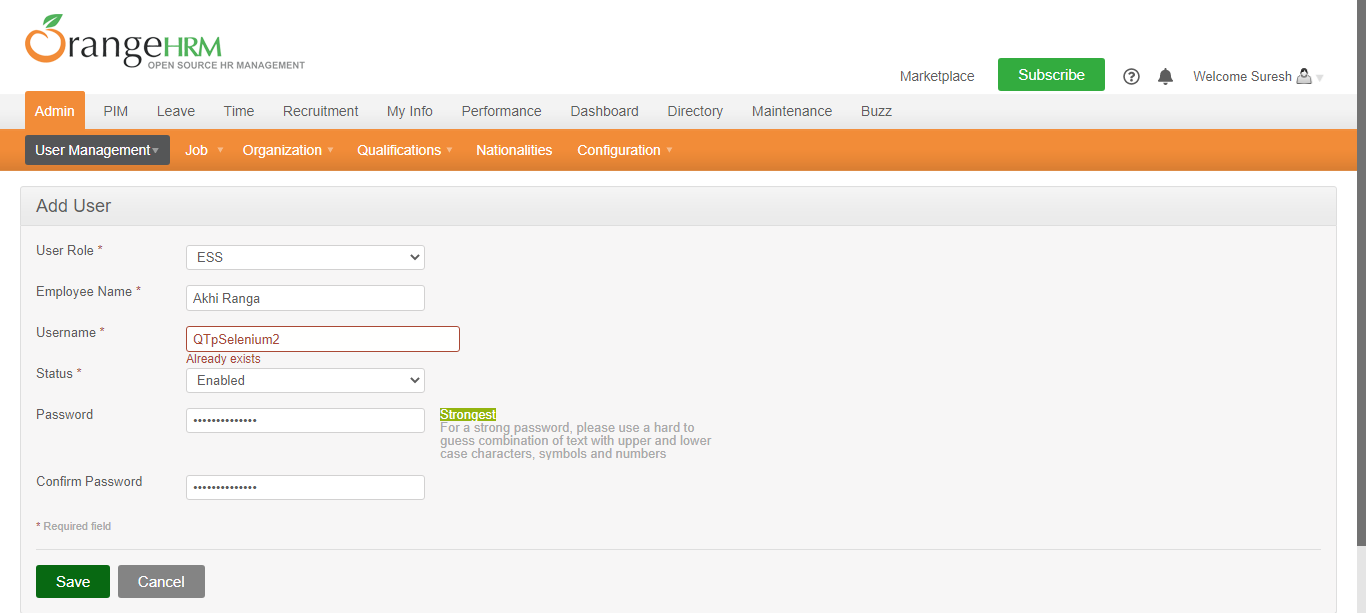 OrangeHRM
OPEN SOURCE HR MANAGEMENT
Marketplace Subscribe ? Welcome Suresh
Admin PIM Leave Time Recruitment My Info Performance Dashboard Directory Maintenance Buzz
User Management Job Organization Qualifications Nationalities Configuration
Add User
User Role * ESS
Employee Name * Akhi Ranga
Username * QTpSelenium2
Already exists
Status * Enabled
Password •••••••••••••• Strongest
For a strong password, please use a hard to
guess combination of text with upper and lower
case characters, symbols and numbers
Confirm Password ••••••••••••••
* Required field
Save Cancel